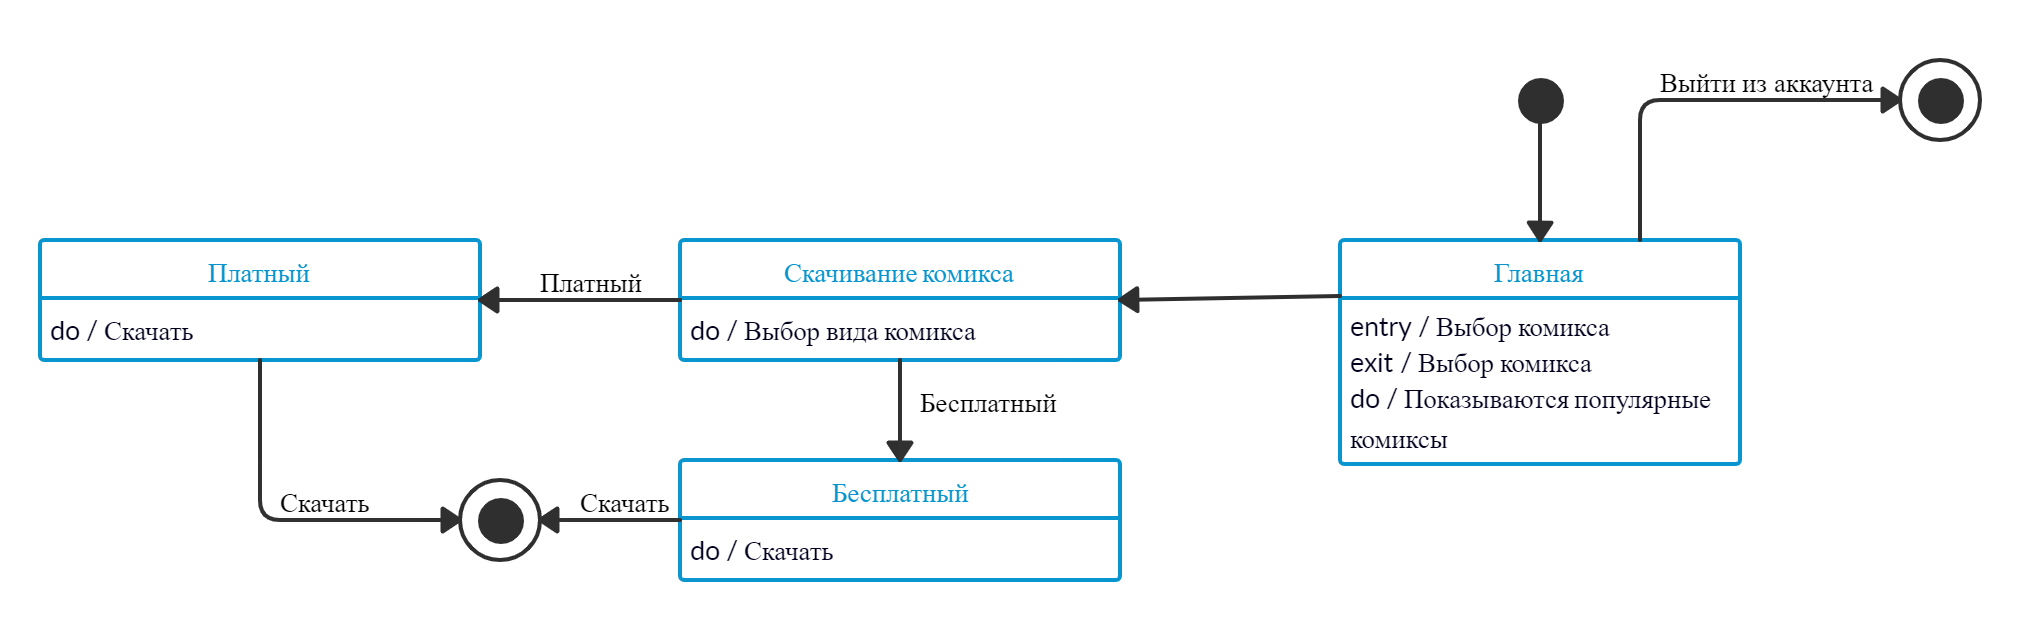 Выйти из аккаунта
Платный
do / Скачать
Платный
Скачивание комикса
do / Выбор вида комикса
Главная
entry / Выбор комикса
exit / Выбор комикса
do / Показываются популярные
комиксы
Бесплатный
Скачать
Скачать
Бесплатный
do / Скачать